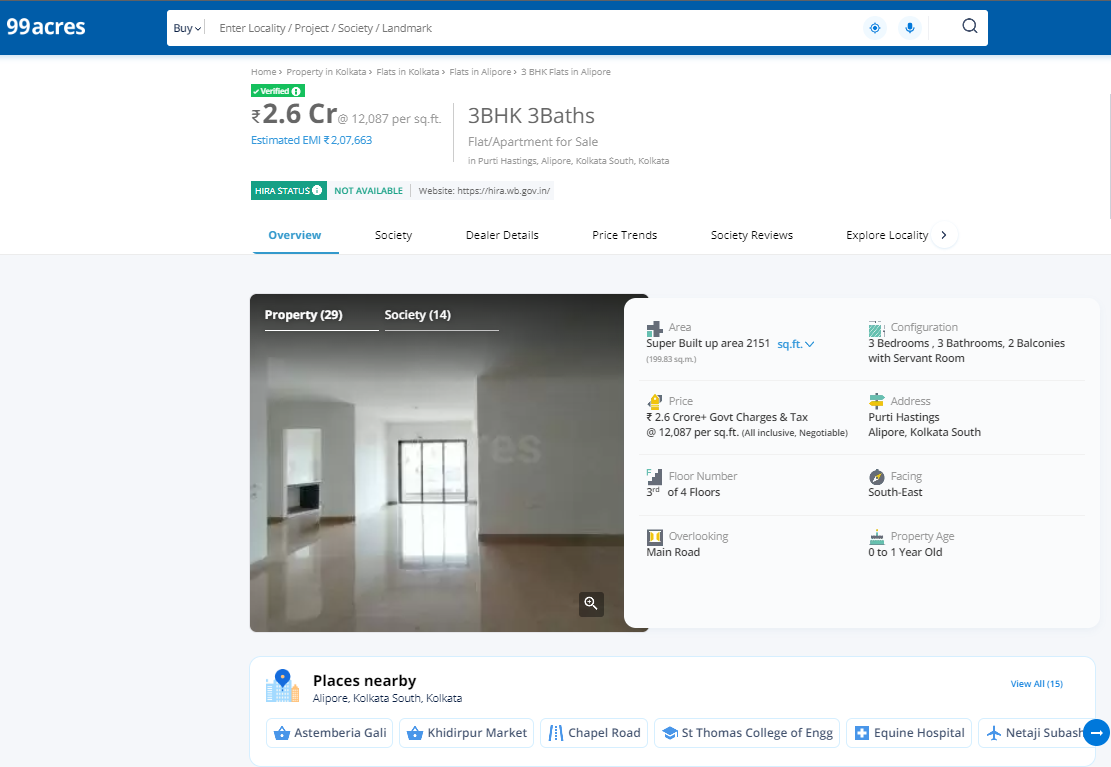 99acres
Buy
Enter Locality / Project / Society / Landmark
Home › Property in Kolkata › Flats in Kolkata › Flats in Alipore › 3 BHK Flats in Alipore
Verified
₹2.6 Cr @ 12,087 per sq.ft.
Estimated EMI ₹2,07,663
3BHK 3Baths
Flat/Apartment for Sale
in Purti Hastings, Alipore, Kolkata South, Kolkata
HIRA STATUS NOT AVAILABLE Website: https://hira.wb.gov.in/
Overview Society Dealer Details Price Trends Society Reviews Explore Locality
Property (29) Society (14)
res
Area
Super Built up area 2151 sq.ft.
(199.83 sq.m.)
Configuration
3 Bedrooms , 3 Bathrooms, 2 Balconies
with Servant Room
Price
₹ 2.6 Crore+ Govt Charges & Tax
@ 12,087 per sq.ft. (All inclusive, Negotiable)
Address
Purti Hastings
Alipore, Kolkata South
Floor Number
3rd of 4 Floors
Facing
South-East
Overlooking
Main Road
Property Age
0 to 1 Year Old
Places nearby
Alipore, Kolkata South, Kolkata
View All (15)
Astemberia Gali Khidirpur Market Chapel Road St Thomas College of Engg Equine Hospital Netaji Subash